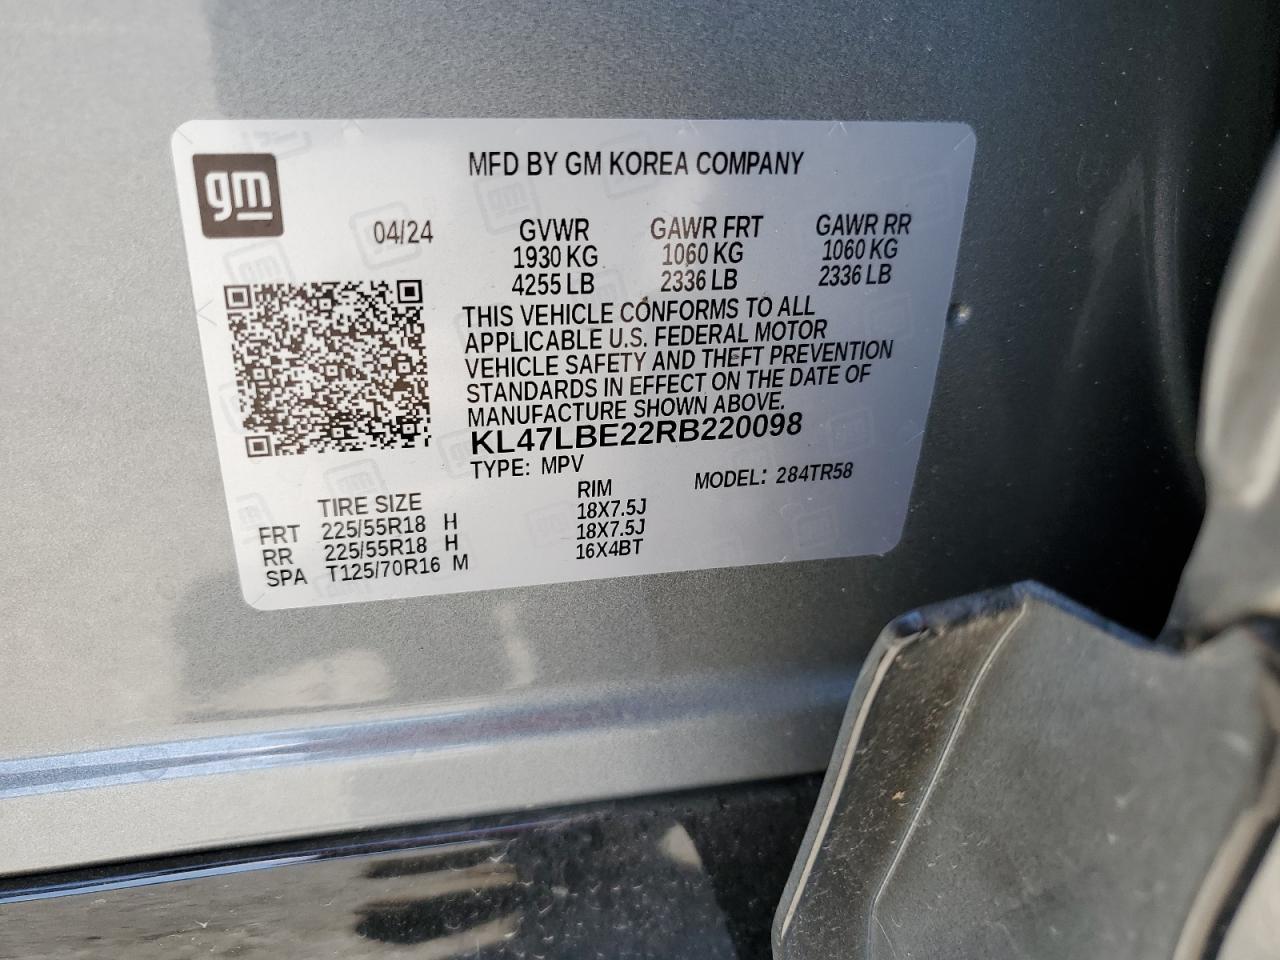 gm
MFD BY GM KOREA COMPANY
04/24
GVWR GAWR FRT GAWR RR
1930 KG 1060 KG 1060 KG
4255 LB 2336 LB 2336 LB
THIS VEHICLE CONFORMS TO ALL
APPLICABLE U.S. FEDERAL MOTOR
VEHICLE SAFETY AND THEFT PREVENTION
STANDARDS IN EFFECT ON THE DATE OF
MANUFACTURE SHOWN ABOVE.
KL47LBE22RB220098
TYPE: MPV MODEL: 284TR58
TIRE SIZE RIM
FRT 225/55R18 H 18X7.5J
RR 225/55R18 H 18X7.5J
SPA T125/70R16 M 16X4BT